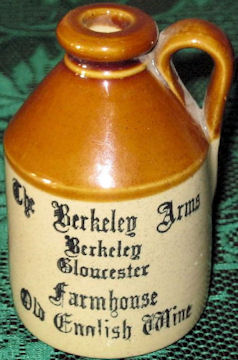 The Berkeley Arms
Berkeley
Gloucester
Farmhouse
Old English Wine